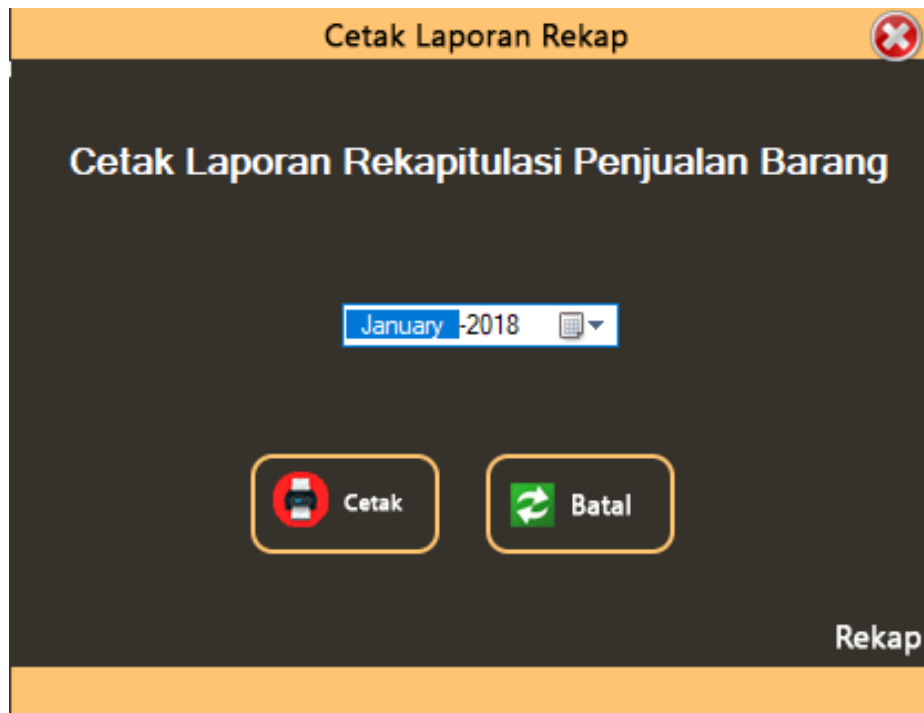 Cetak Laporan Rekap
Cetak Laporan Rekapitulasi Penjualan Barang
January -2018
Cetak
Batal
Rekap